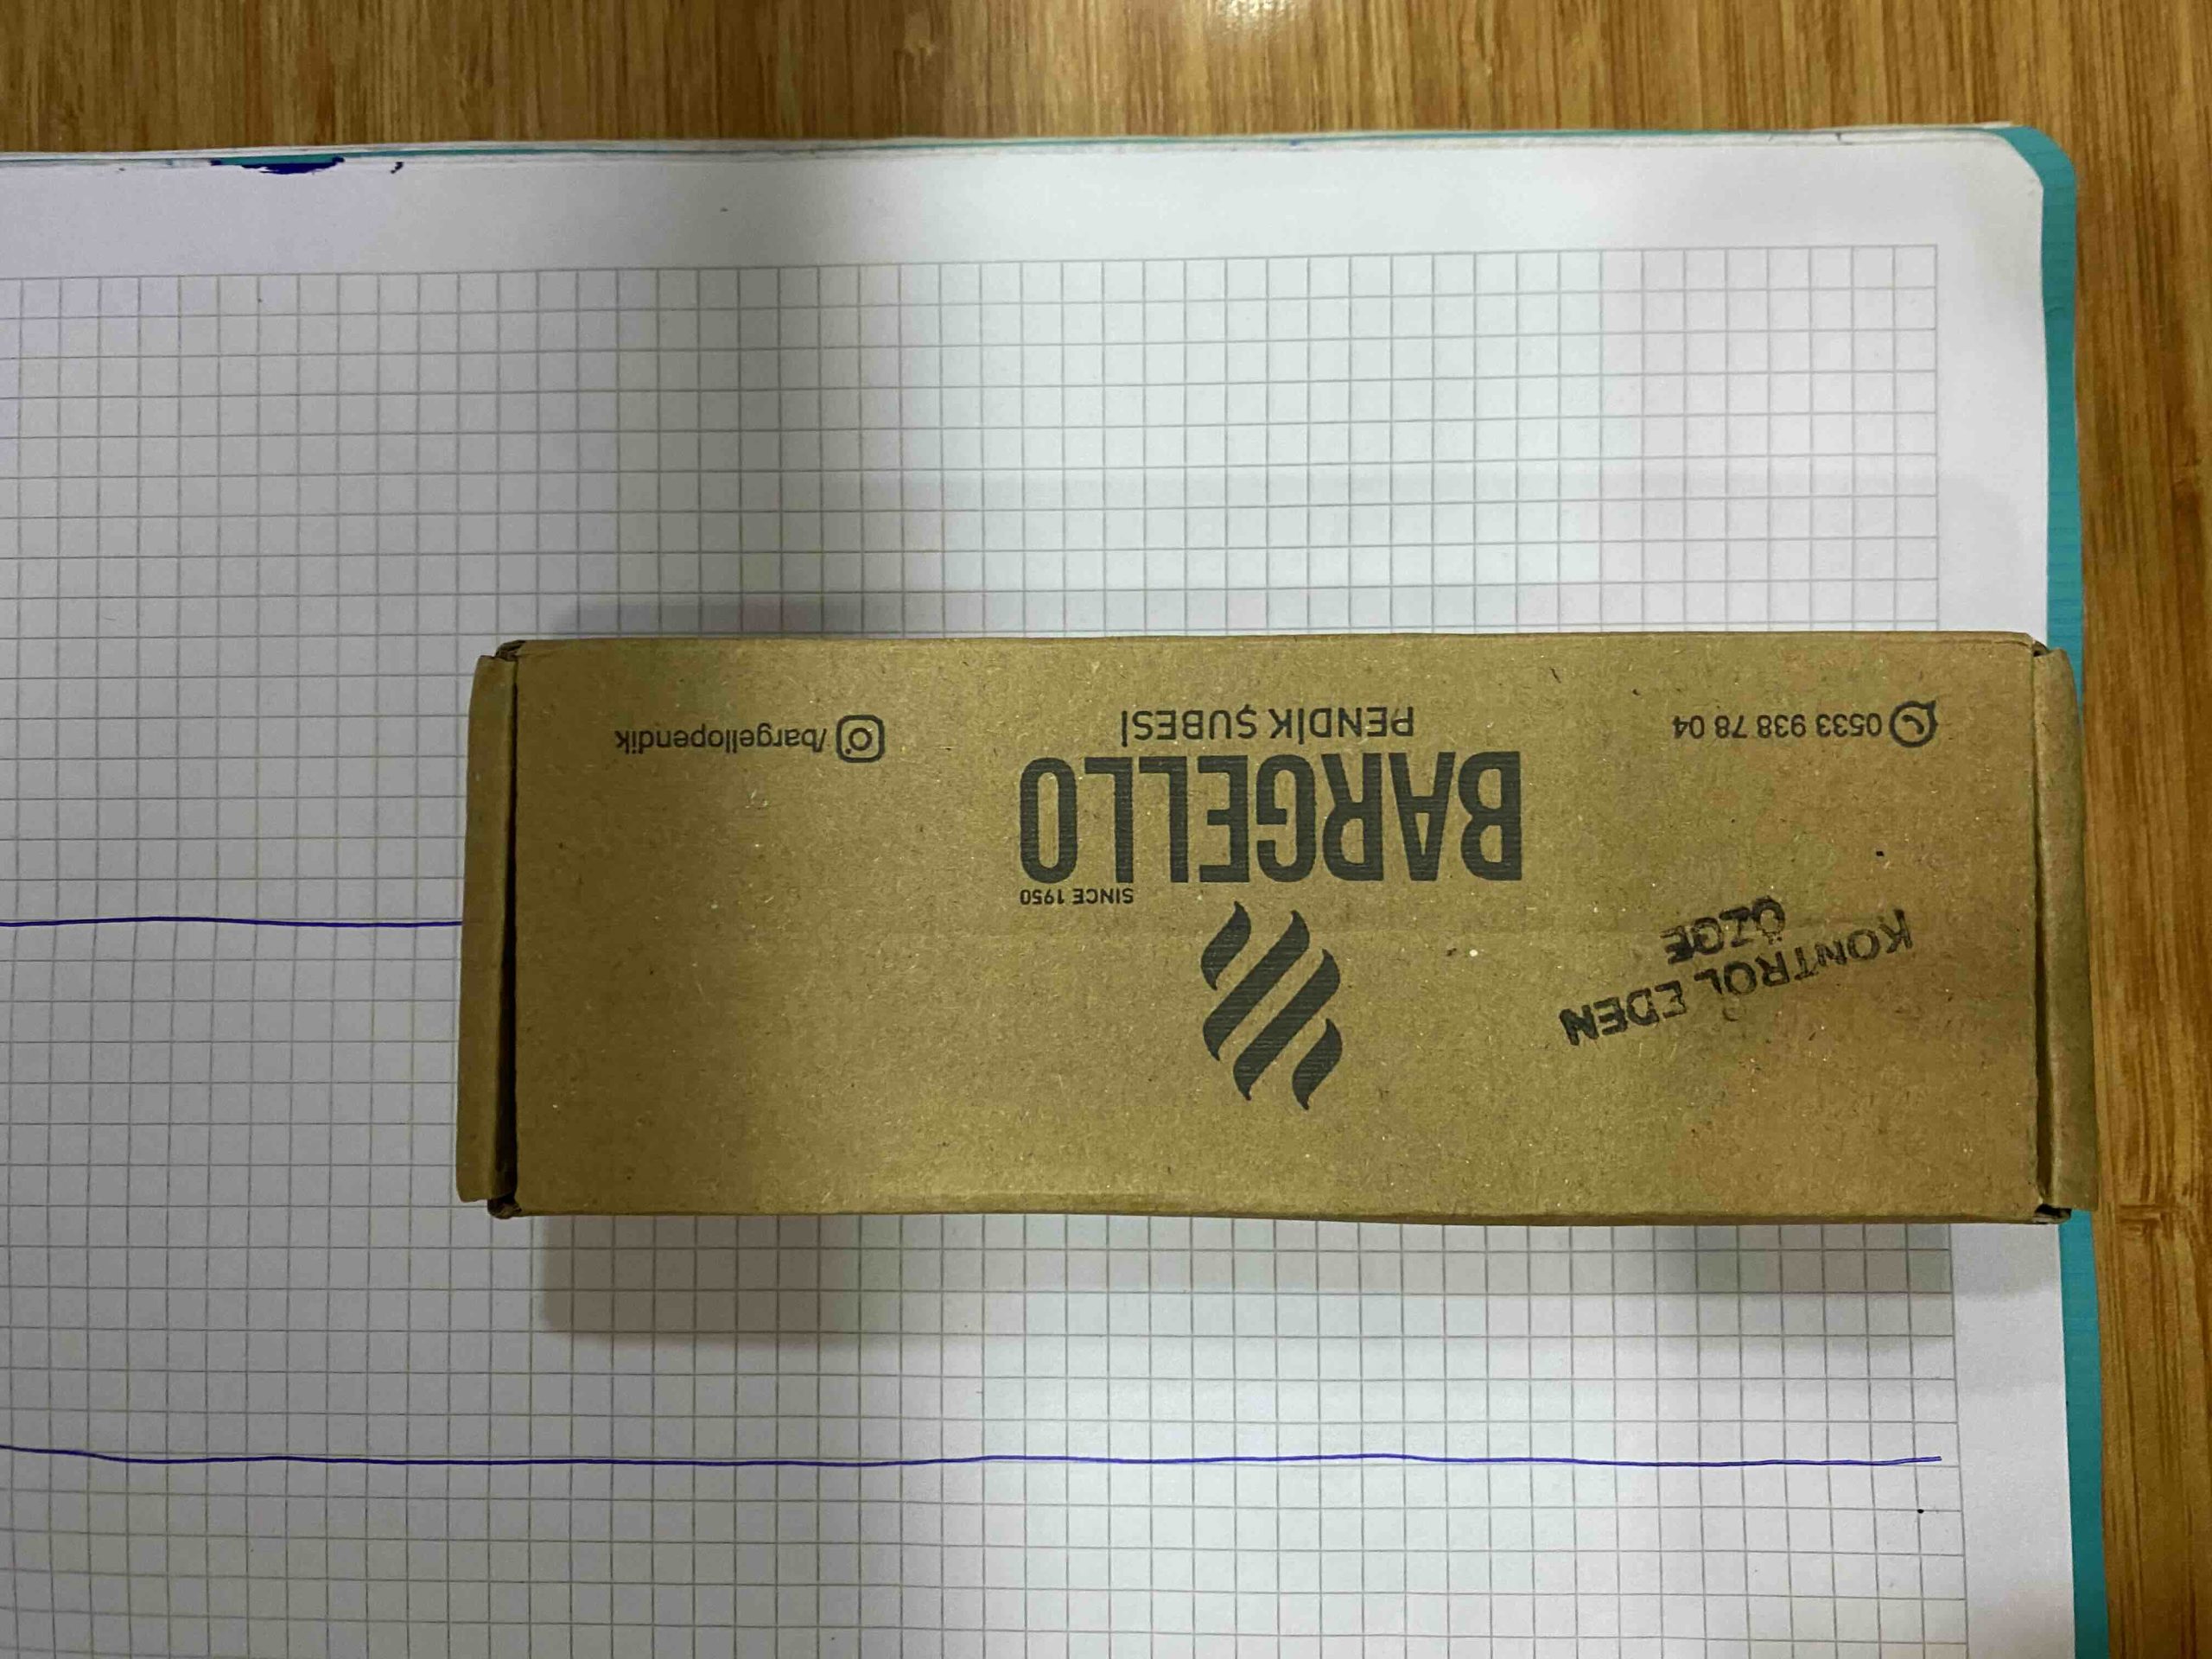 KONTROL EDEN
ÖZGE
SINCE 1950
BARGELLO
PENDİK ŞUBESİ
0533 938 78 04
/bargellopendik